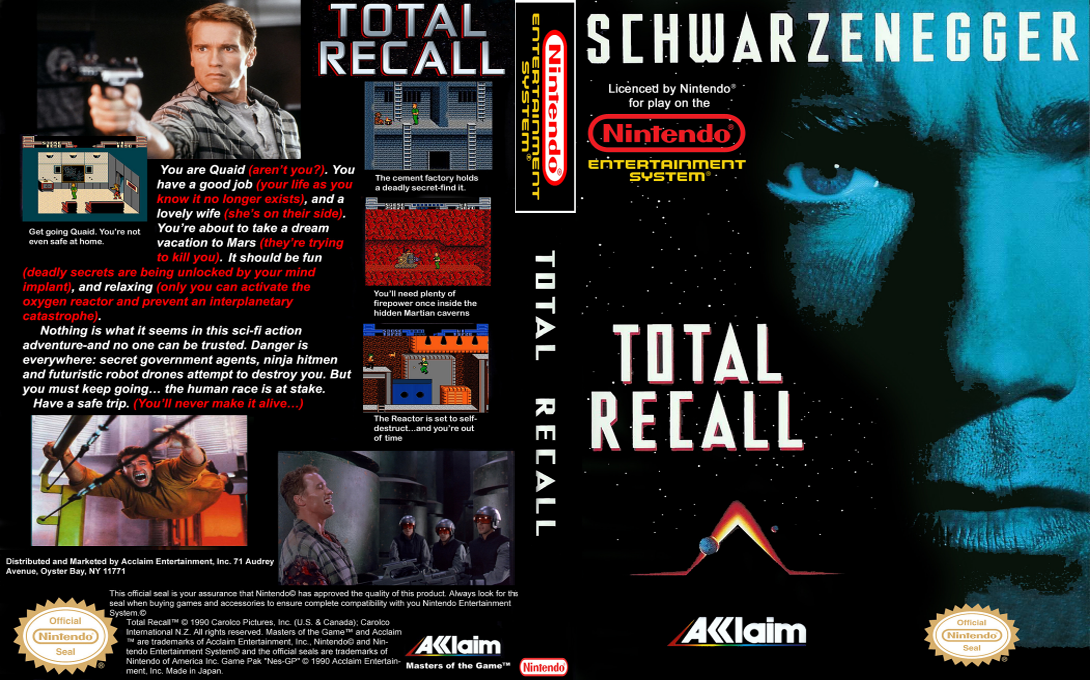 TOTAL
RECALL
You are Quaid (aren't you?). You
have a good job (your life as you
know it no longer exists), and a
lovely wife (she's on their side).
You're about to take a dream
vacation to Mars (they're trying
to kill you). It should be fun
(deadly secrets are being unlocked by your mind
implant), and relaxing (only you can activate the
oxygen reactor and prevent an interplanetary
catastrophe).
Nothing is what it seems in this sci-fi action
adventure-and no one can be trusted. Danger is
everywhere: secret government agents, ninja hitmen
and futuristic robot drones attempt to destroy you. But
you must keep going... the human race is at stake.
Have a safe trip. (You'll never make it alive...)
Get going Quaid. You're not
even safe at home.
The cement factory holds
a deadly secret-find it.
You'll need plenty of
firepower once inside the
hidden Martian caverns
The Reactor is set to self-
destruct...and you're out
of time
Distributed and Marketed by Acclaim Entertainment, Inc. 71 Audrey
Avenue, Oyster Bay, NY 11771
This official seal is your assurance that Nintendo© has approved the quality of this product. Always look for ths
seal when buying games and accessories to ensure complete compatibility with you Nintendo Entertainment
System.©
Total Recall™ © 1990 Carolco Pictures, Inc. (U.S. & Canada); Carolco
International N.Z. All rights reserved. Masters of the Game™ and Acclaim
™ are trademarks of Acclaim Entertainment, Inc., Nintendo© and Nin-
tendo Entertainment System© and the official seals are trademarks of
Nintendo of America Inc. Game Pak "Nes-GP" © 1990 Acclaim Entertain-
ment, Inc. Made in Japan.
Official
Nintendo
Seal
®
AKKlaim
Masters of the Game™
Nintendo
Nintendo®
ENTERTAINMENT
SYSTEM®
TOTAL RECALL
SCHWARZENEGGER
Licenced by Nintendo®
for play on the
Nintendo®
ENTERTAINMENT
SYSTEM®
TOTAL
RECALL
AKKlaim
Official
Nintendo
Seal
®